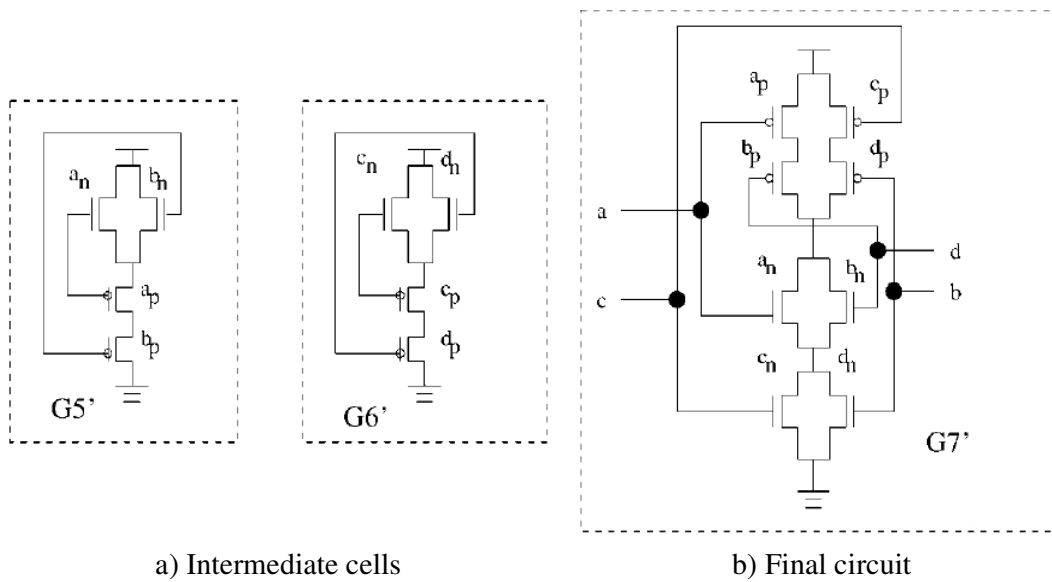 a_n b_n
a_p
b_p
G5’
c_n d_n
c_p
d_p
G6’
a_p c_p
b_p d_p
a
a_n b_n
d
c
b
c_n d_n
G7’
a) Intermediate cells
b) Final circuit